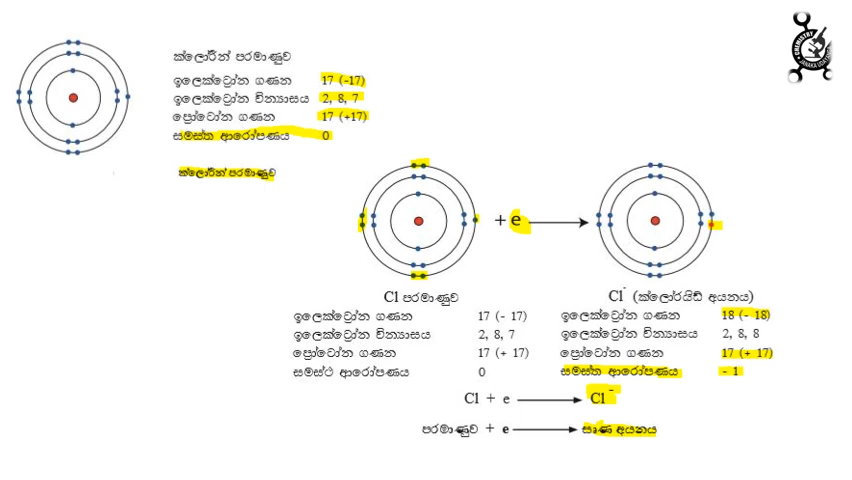 CHEMISTRY
ක්ලෝරීන් පරමාණුව
ඉලෙක්ට්‍රෝන ගණන 17 (-17)
ඉලෙක්ට්‍රෝන වින්‍යාසය 2, 8, 7
ප්‍රෝටෝන ගණන 17 (+17)
සමස්ත ආරෝපණය 0
ක්ලෝරීන් පරමාණුව
+ e
Cl පරමාණුව
ඉලෙක්ට්‍රෝන ගණන 17 (- 17)
ඉලෙක්ට්‍රෝන වින්‍යාසය 2, 8, 7
ප්‍රෝටෝන ගණන 17 (+ 17)
සමස්ථ ආරෝපණය 0
Cl⁻ (ක්ලෝරයිඩ් අයනය)
ඉලෙක්ට්‍රෝන ගණන 18 (- 18)
ඉලෙක්ට්‍රෝන වින්‍යාසය 2, 8, 8
ප්‍රෝටෝන ගණන 17 (+ 17)
සමස්ත ආරෝපණය - 1
Cl + e → Cl⁻
පරමාණුව + e → සෘණ අයනය